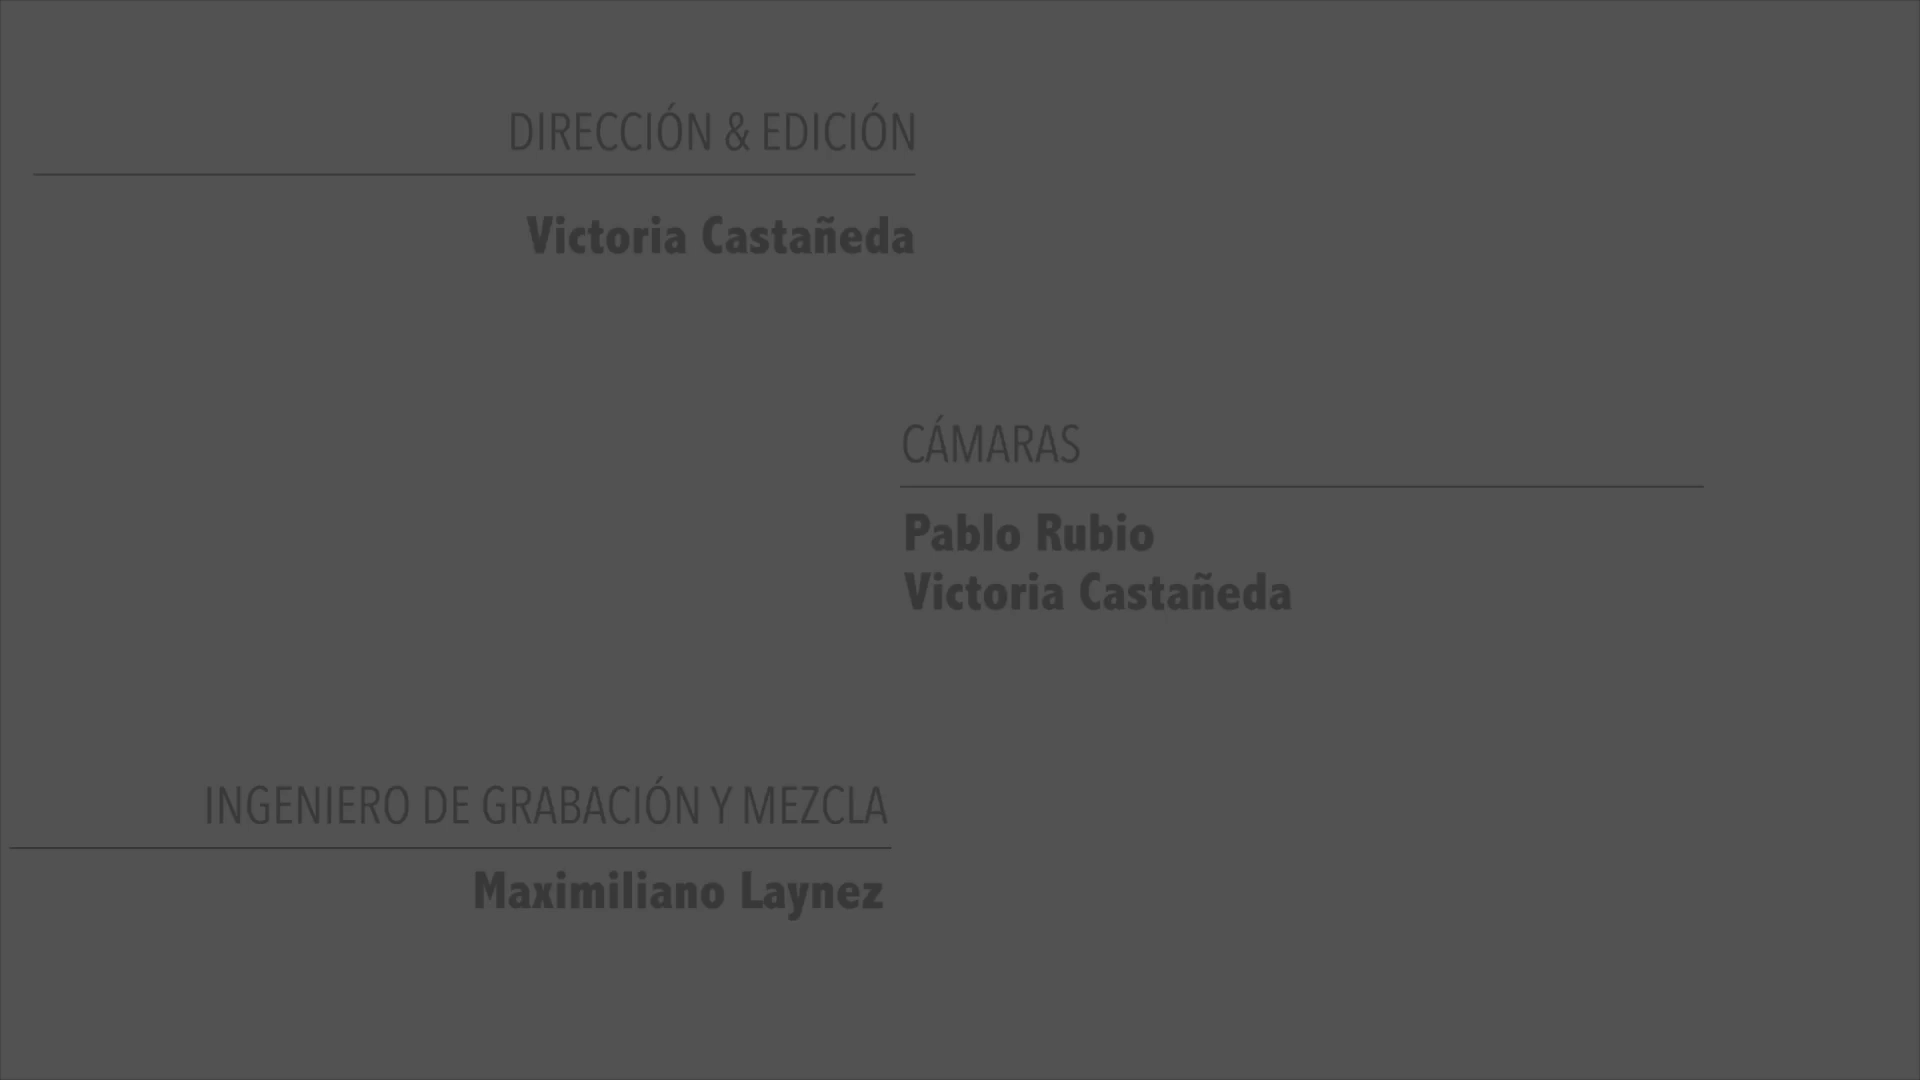 DIRECCIÓN & EDICIÓN
Victoria Castañeda
CÁMARAS
Pablo Rubio
Victoria Castañeda
INGENIERO DE GRABACIÓN Y MEZCLA
Maximiliano Laynez